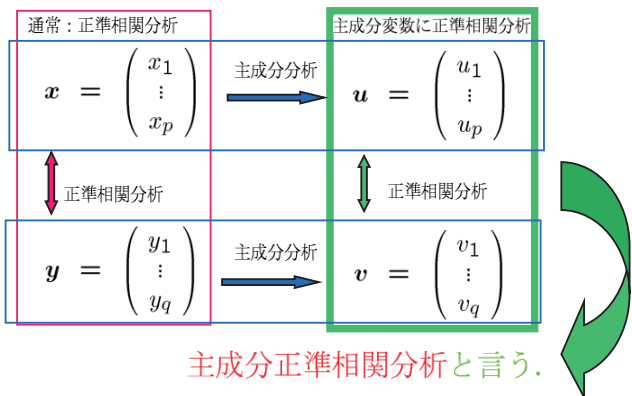 通常：正準相関分析
主成分変数に正準相関分析
x = (x1 ⋮ xp)
主成分分析
u = (u1 ⋮ up)
正準相関分析
正準相関分析
y = (y1 ⋮ yq)
主成分分析
v = (v1 ⋮ vq)
主成分正準相関分析と言う.